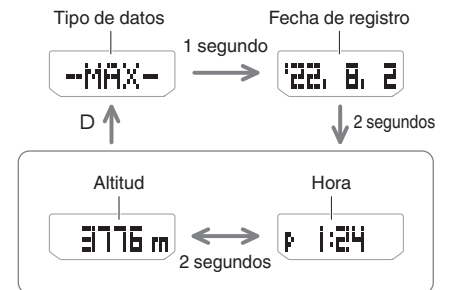 Tipo de datos
Fecha de registro
1 segundo
--MAX--
'22. 8. 2
D
2 segundos
Altitud
Hora
3776 m
P 1:24
2 segundos